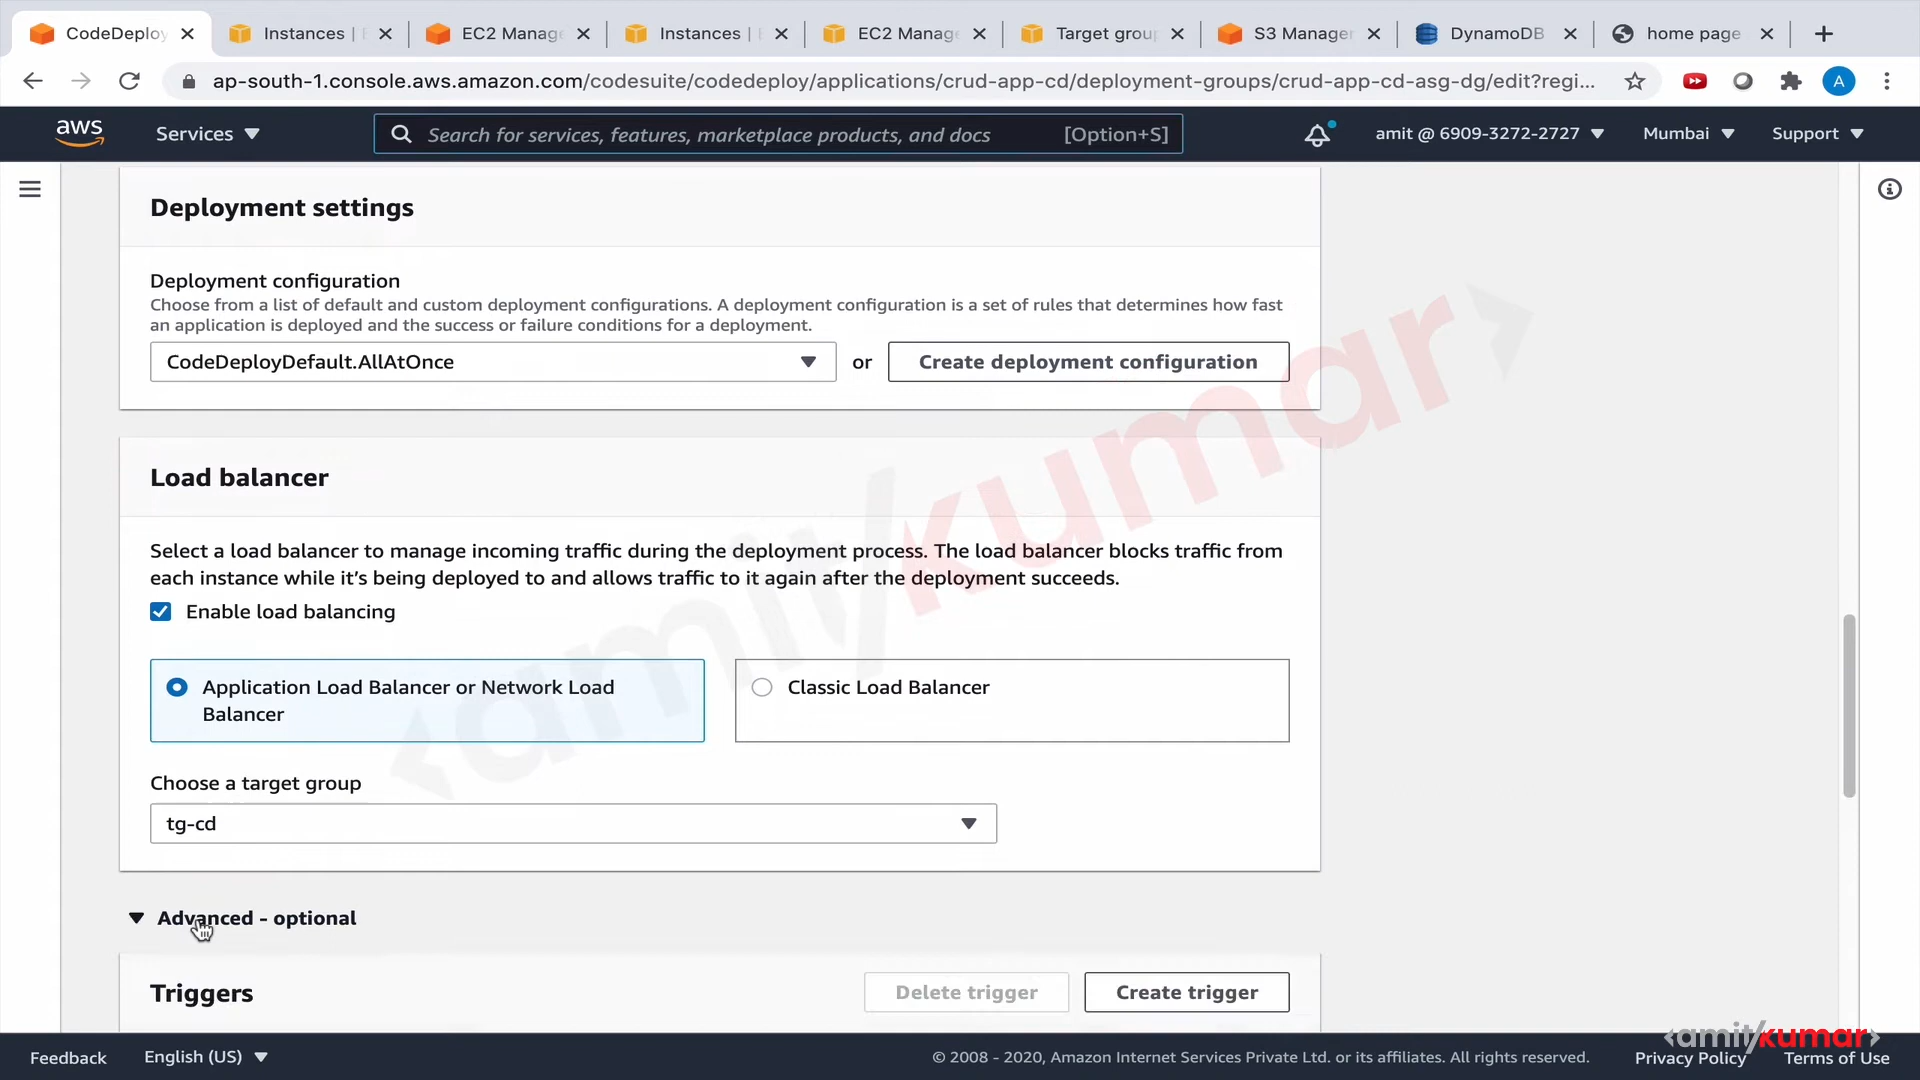 CodeDeploy
Instances |
EC2 Manag
Instances |
EC2 Manag
Target grou
S3 Manager
DynamoDB
home page
ap-south-1.console.aws.amazon.com/codesuite/codedeploy/applications/crud-app-cd/deployment-groups/crud-app-cd-asg-dg/edit?regi...
A
aws
Services
Search for services, features, marketplace products, and docs
[Option+S]
amit @ 6909-3272-2727
Mumbai
Support
Deployment settings
Deployment configuration
Choose from a list of default and custom deployment configurations. A deployment configuration is a set of rules that determines how fast
an application is deployed and the success or failure conditions for a deployment.
CodeDeployDefault.AllAtOnce
or
Create deployment configuration
Load balancer
Select a load balancer to manage incoming traffic during the deployment process. The load balancer blocks traffic from
each instance while it’s being deployed to and allows traffic to it again after the deployment succeeds.
Enable load balancing
Application Load Balancer or Network Load
Balancer
Classic Load Balancer
Choose a target group
tg-cd
Advanced - optional
Triggers
Delete trigger
Create trigger
<amit/kumar>
<amit/kumar>
Feedback
English (US)
© 2008 - 2020, Amazon Internet Services Private Ltd. or its affiliates. All rights reserved.
Privacy Policy
Terms of Use